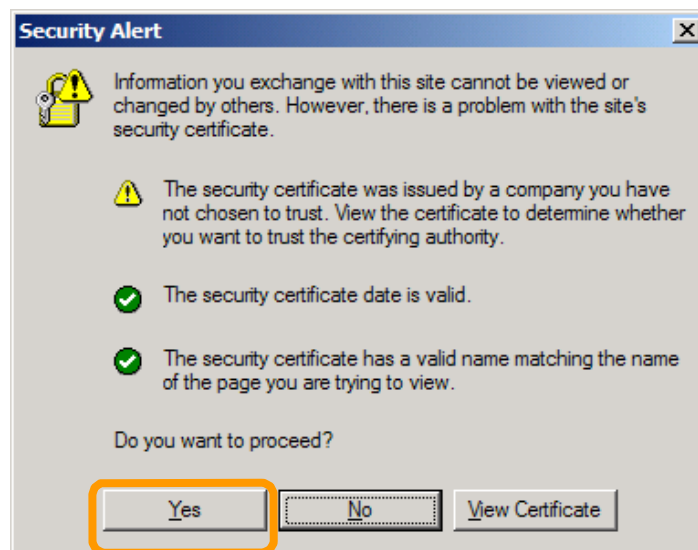 Security Alert
Information you exchange with this site cannot be viewed or
changed by others. However, there is a problem with the site's
security certificate.
The security certificate was issued by a company you have
not chosen to trust. View the certificate to determine whether
you want to trust the certifying authority.
The security certificate date is valid.
The security certificate has a valid name matching the name
of the page you are trying to view.
Do you want to proceed?
Yes No View Certificate